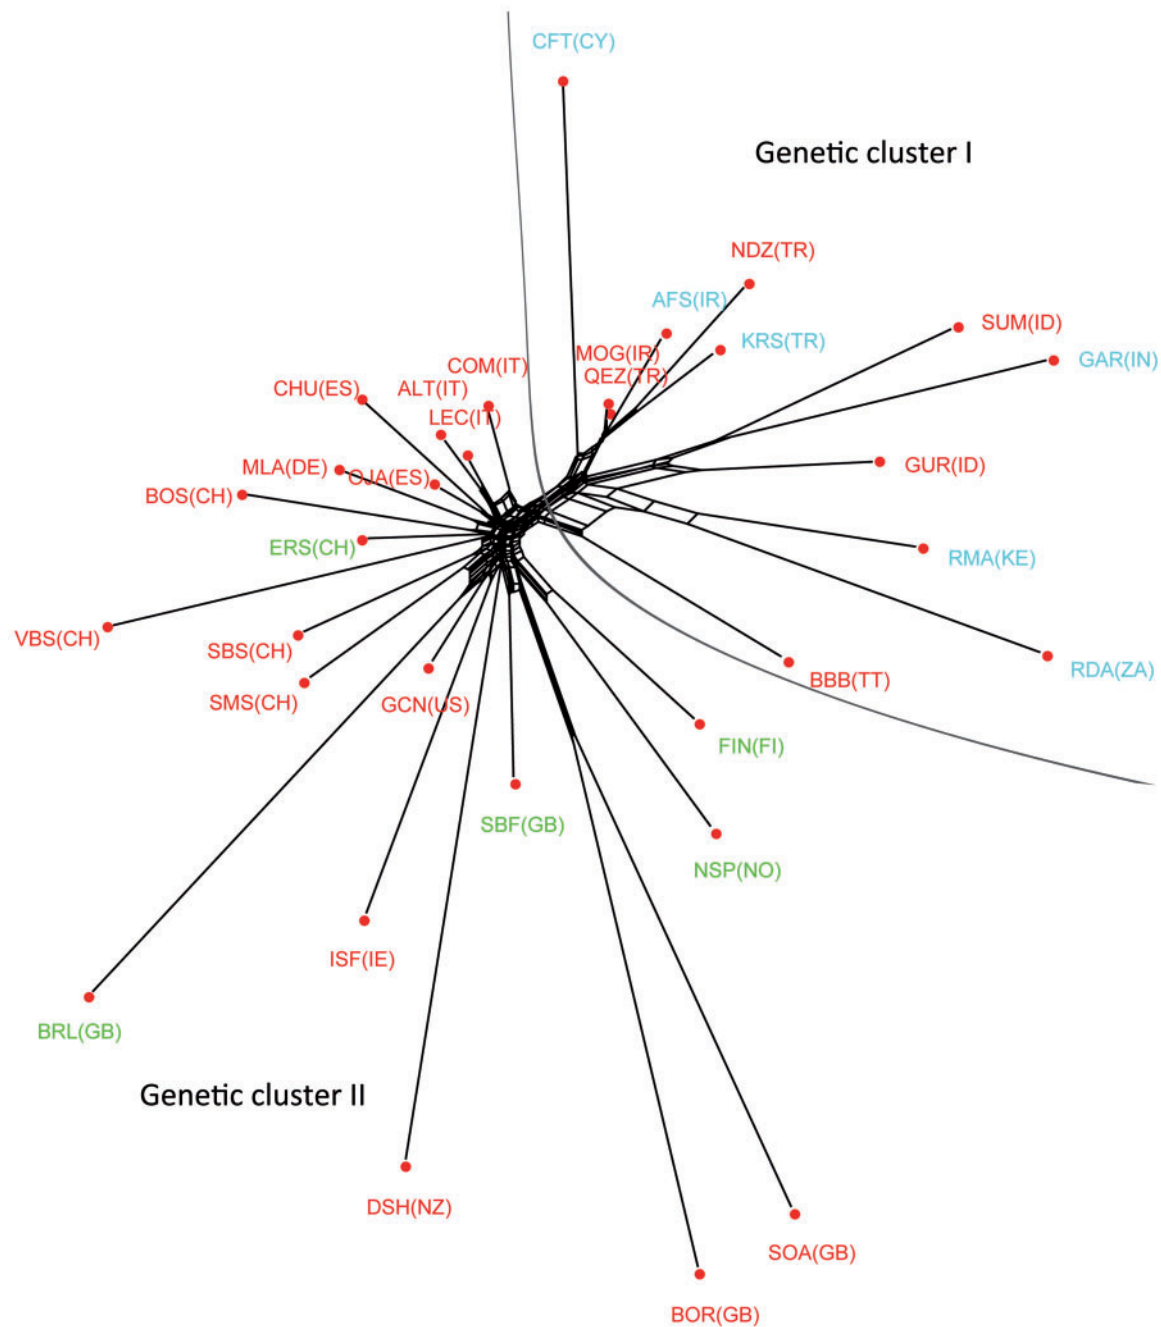 CFT(CY)
Genetic cluster I
NDZ(TR)
AFS(IR)
SUM(ID)
KRS(TR)
MOG(IR)
GAR(IN)
COM(IT)
QEZ(TR)
CHU(ES)
ALT(IT)
LEC(IT)
MLA(DE)
OJA(ES)
GUR(ID)
BOS(CH)
ERS(CH)
RMA(KE)
VBS(CH)
SBS(CH)
RDA(ZA)
BBB(TT)
SMS(CH)
GCN(US)
FIN(FI)
SBF(GB)
NSP(NO)
ISF(IE)
BRL(GB)
Genetic cluster II
DSH(NZ)
SOA(GB)
BOR(GB)